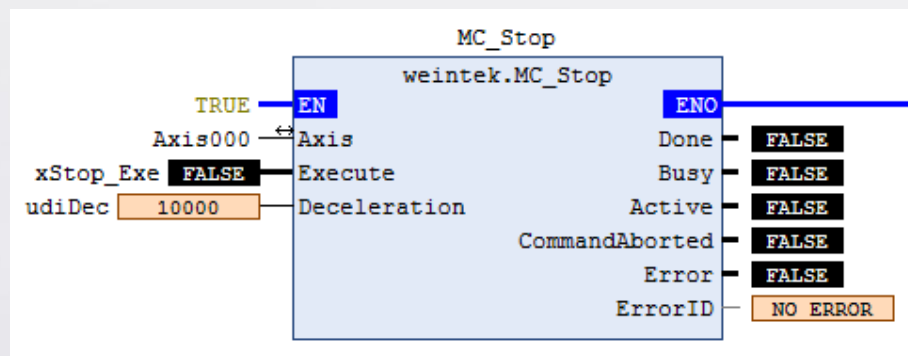 MC_Stop
weintek.MC_Stop
TRUE EN ENO
Axis000 Axis Done FALSE
xStop_Exe FALSE Execute Busy FALSE
udiDec 10000 Deceleration Active FALSE
CommandAborted FALSE
Error FALSE
ErrorID NO ERROR